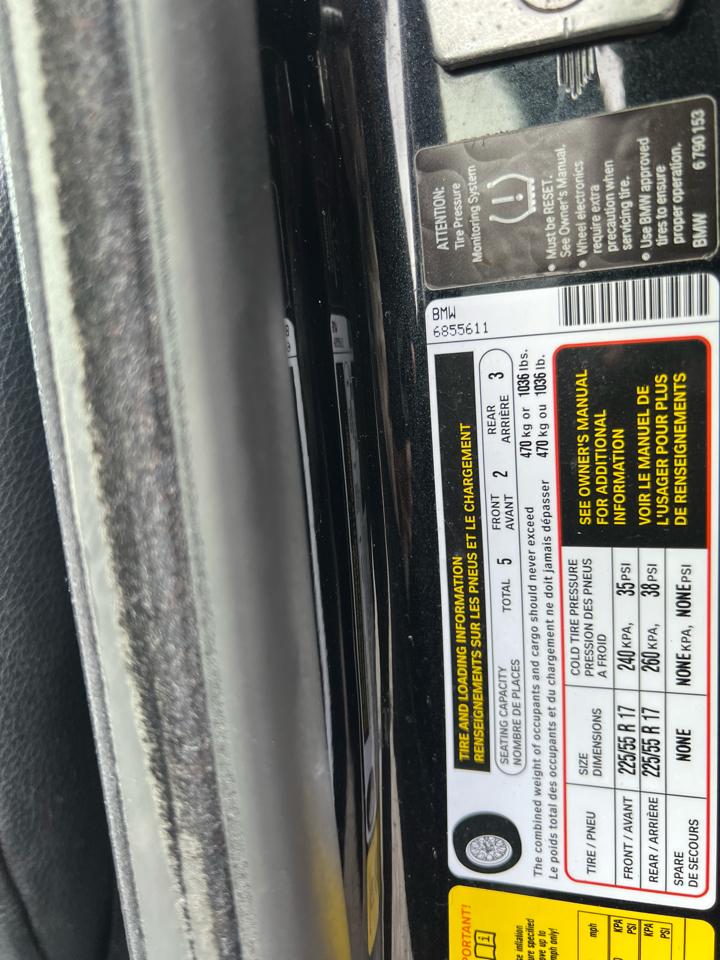 ATTENTION:
Tire Pressure
Monitoring System
• Must be RESET.
See Owner's Manual.
• Wheel electronics
require extra
precaution when
servicing tire.
• Use BMW approved
tires to ensure
proper operation.
BMW 6 790 153
BMW
6855611
TIRE AND LOADING INFORMATION
RENSEIGNEMENTS SUR LES PNEUS ET LE CHARGEMENT
SEATING CAPACITY TOTAL 5 FRONT 2 REAR 3
NOMBRE DE PLACES AVANT ARRIÈRE
The combined weight of occupants and cargo should never exceed 470 kg or 1036 lbs.
Le poids total des occupants et du chargement ne doit jamais dépasser 470 kg ou 1036 lb.
TIRE / PNEU
SIZE
DIMENSIONS
COLD TIRE PRESSURE
PRESSION DES PNEUS
A FROID
FRONT / AVANT 225/55 R 17 240 KPA, 35 PSI
REAR / ARRIÈRE 225/55 R 17 260 KPA, 38 PSI
SPARE
DE SECOURS
NONE NONE KPA, NONE PSI
SEE OWNER'S MANUAL
FOR ADDITIONAL
INFORMATION
VOIR LE MANUEL DE
L'USAGER POUR PLUS
DE RENSEIGNEMENTS
PORTANT!
mph
KPA
PSI
KPA
PSI